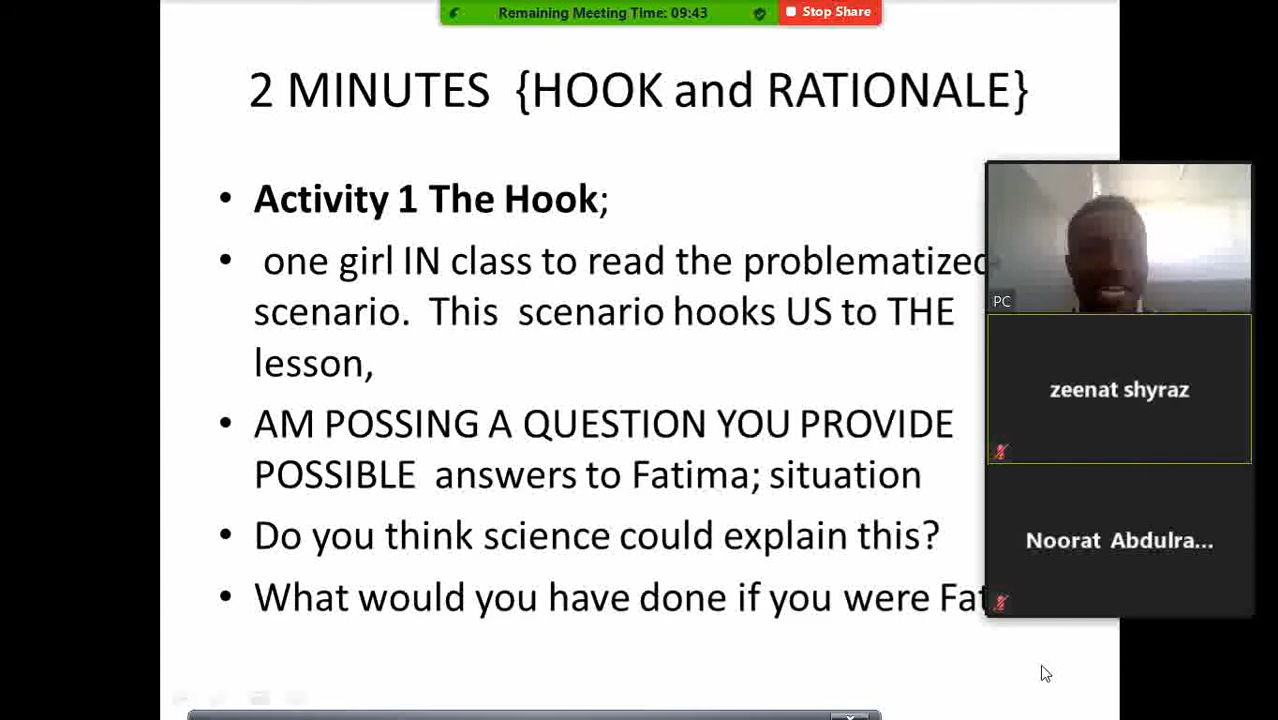 Remaining Meeting Time: 09:43
Stop Share
2 MINUTES {HOOK and RATIONALE}
• Activity 1 The Hook;
• one girl IN class to read the problematized
scenario. This scenario hooks US to THE
lesson,
• AM POSSING A QUESTION YOU PROVIDE
POSSIBLE answers to Fatima; situation
• Do you think science could explain this?
• What would you have done if you were Fat
PC
zeenat shyraz
Noorat Abdulra...